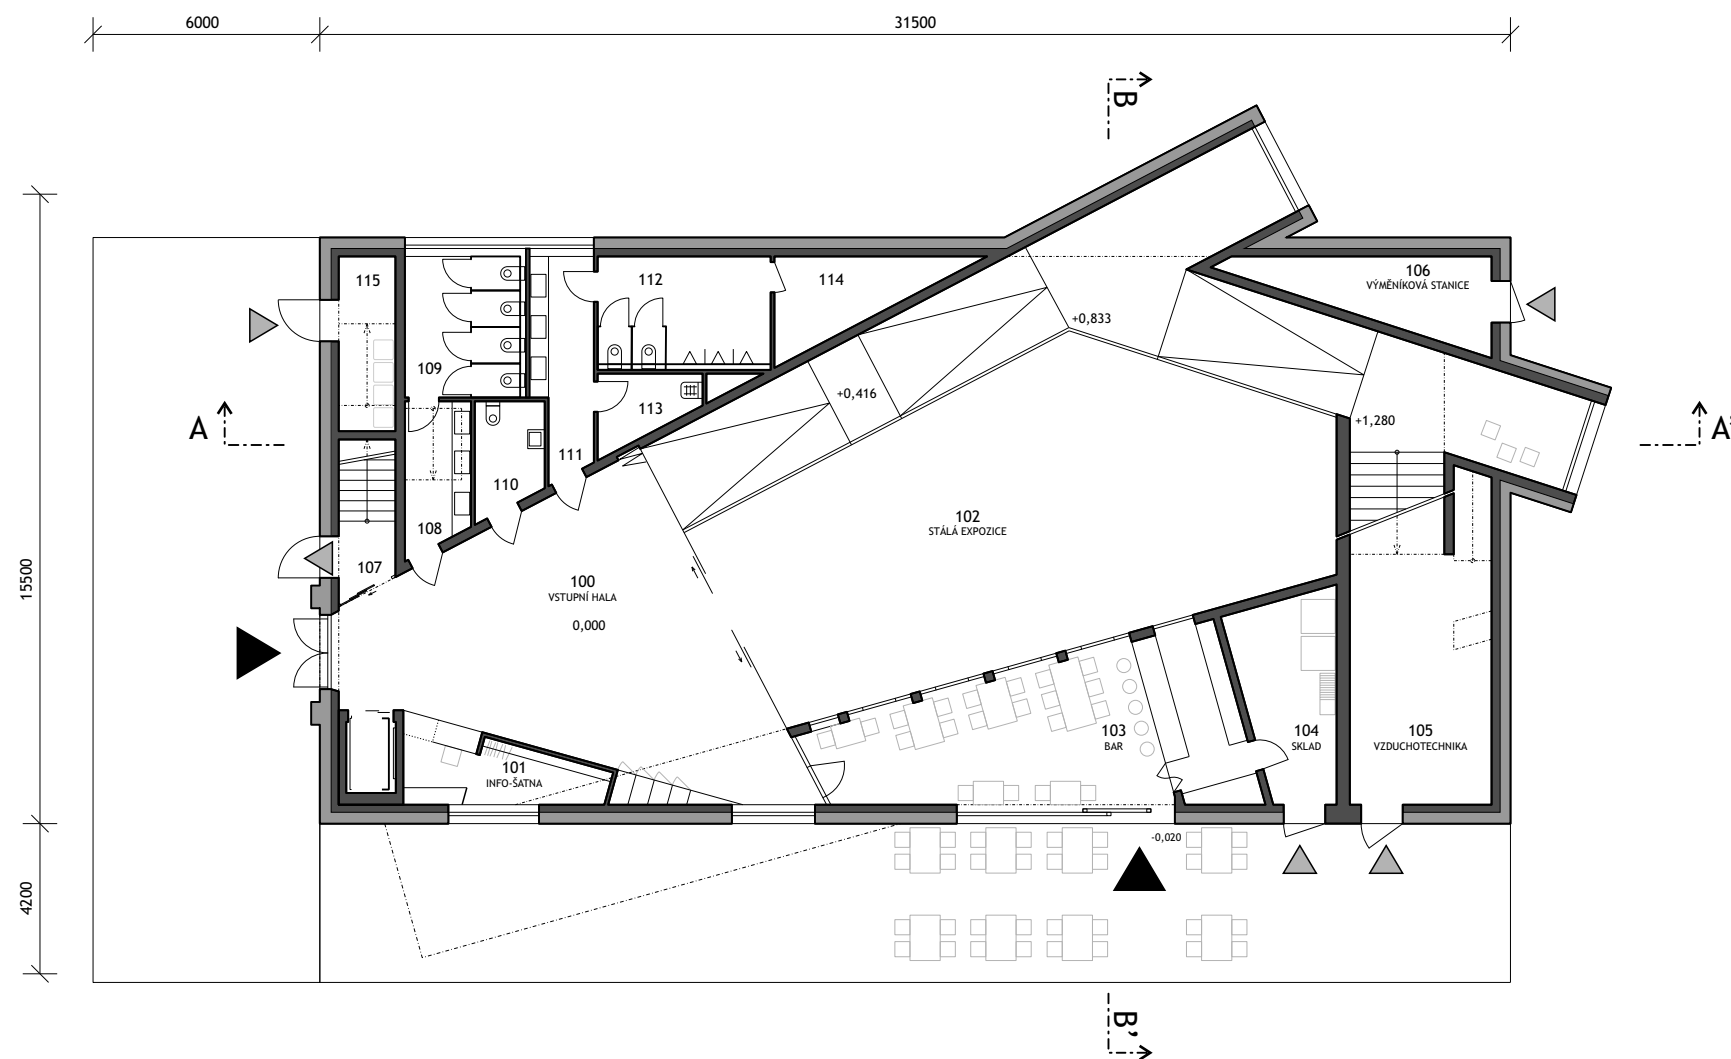 6000
31500
B
115
112
114
106
VÝMĚNÍKOVÁ STANICE
+0,833
109
113
+0,416
A
+1,280
A'
111
110
108
102
STÁLÁ EXPOZICE
107
100
VSTUPNÍ HALA
0,000
15500
103
BAR
104
SKLAD
105
VZDUCHOTECHNIKA
101
INFO-ŠATNA
-0,020
4200
B'